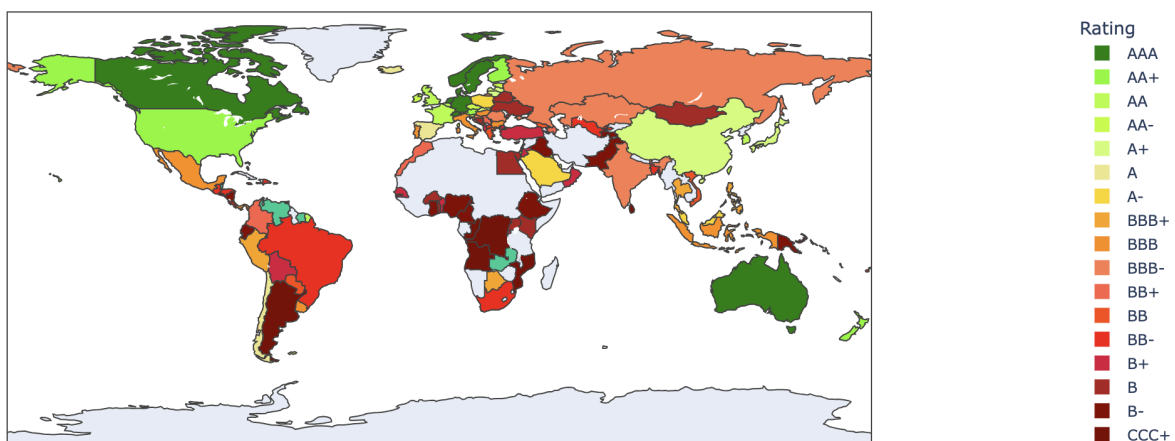 Rating
AAA
AA+
AA
AA-
A+
A
A-
BBB+
BBB
BBB-
BB+
BB
BB-
B+
B
B-
CCC+